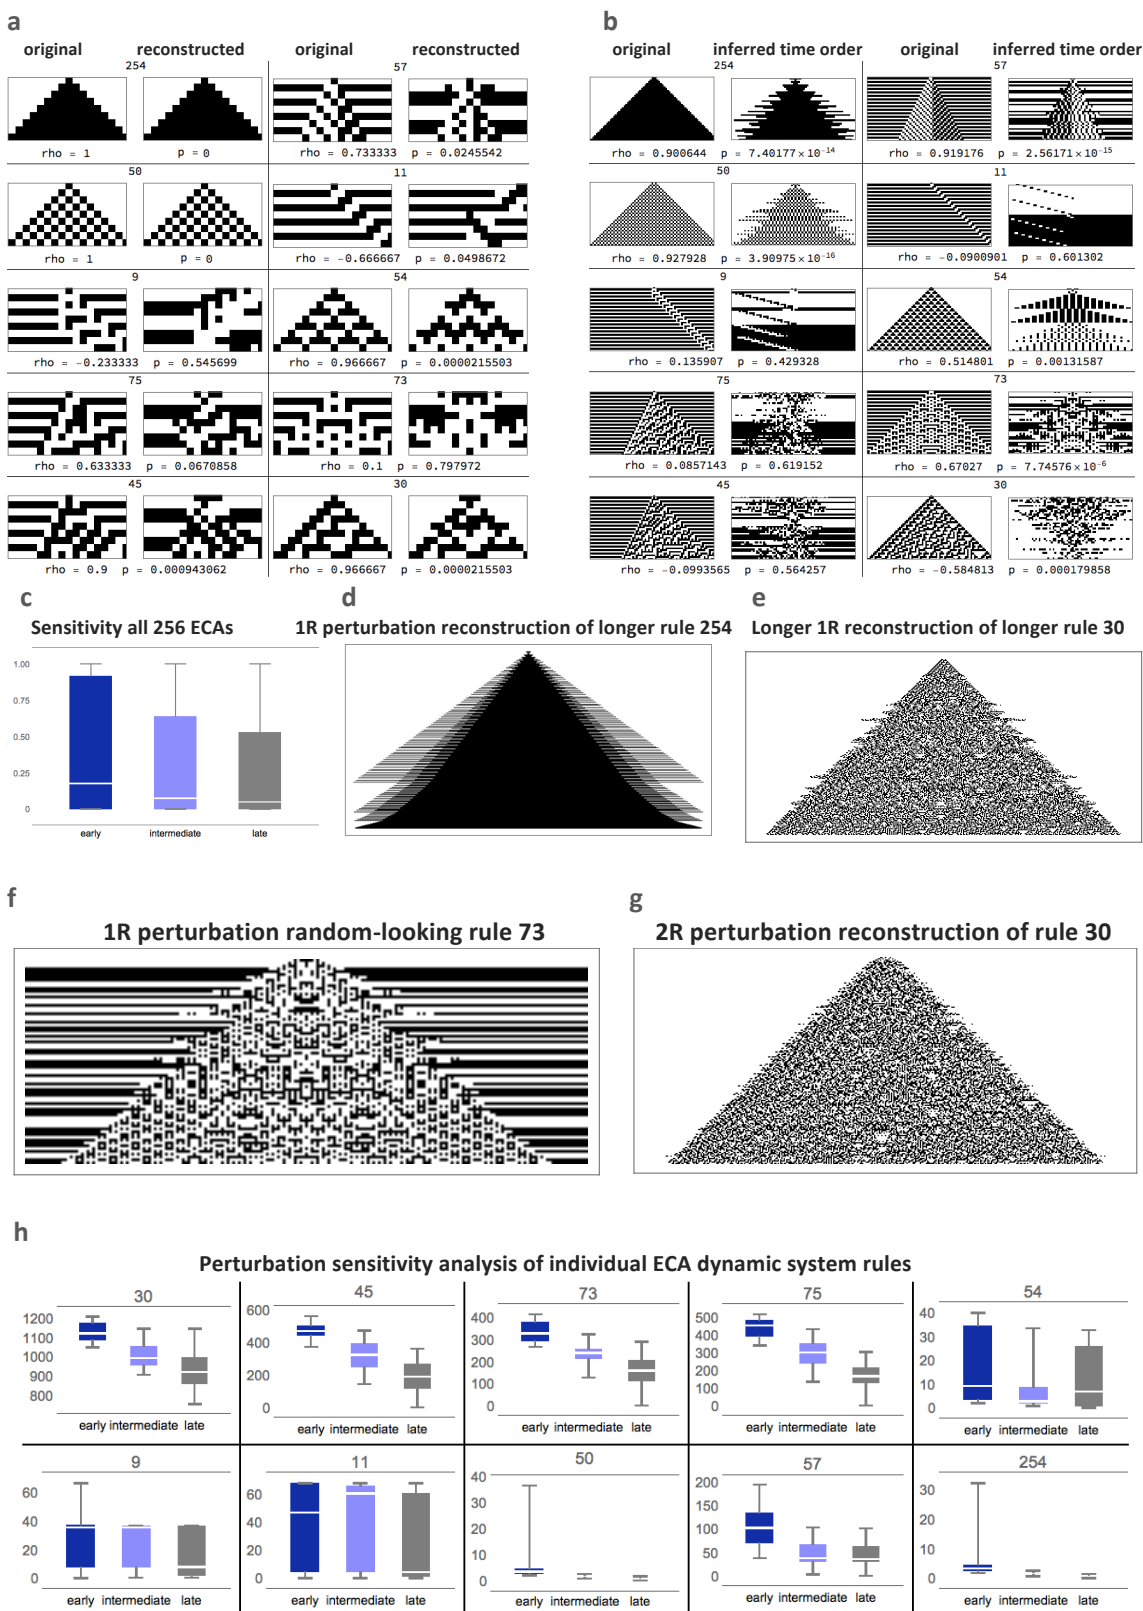 a
b
original reconstructed original reconstructed
original inferred time order original inferred time order
254 57
rho = 1 p = 0 rho = 0.733333 p = 0.0245542
50 11
rho = 1 p = 0 rho = -0.666667 p = 0.0498672
9 54
rho = -0.233333 p = 0.545699 rho = 0.966667 p = 0.0000215503
75 73
rho = 0.633333 p = 0.0670858 rho = 0.1 p = 0.797972
45 30
rho = 0.9 p = 0.000943062 rho = 0.966667 p = 0.0000215503
254 57
rho = 0.900644 p = 7.40177×10⁻¹⁴ rho = 0.919176 p = 2.56171×10⁻¹⁵
50 11
rho = 0.927928 p = 3.90975×10⁻¹⁶ rho = -0.0900901 p = 0.601302
9 54
rho = 0.135907 p = 0.429328 rho = 0.514801 p = 0.00131587
75 73
rho = 0.0857143 p = 0.619152 rho = 0.67027 p = 7.74576×10⁻⁶
45 30
rho = -0.0993565 p = 0.564257 rho = -0.584813 p = 0.000179858
c
Sensitivity all 256 ECAs
1.00
0.75
0.50
0.25
0
early intermediate late
d
1R perturbation reconstruction of longer rule 254
e
Longer 1R reconstruction of longer rule 30
f
1R perturbation random-looking rule 73
g
2R perturbation reconstruction of rule 30
h
Perturbation sensitivity analysis of individual ECA dynamic system rules
30
1200
1100
1000
900
800
early intermediate late
45
600
400
200
0
early intermediate late
73
400
300
200
100
0
early intermediate late
75
500
400
300
200
100
0
early intermediate late
54
40
30
20
10
0
early intermediate late
9
60
40
20
0
early intermediate late
11
60
40
20
0
early intermediate late
50
40
30
20
10
0
early intermediate late
57
200
150
100
50
0
early intermediate late
254
30
20
10
0
early intermediate late